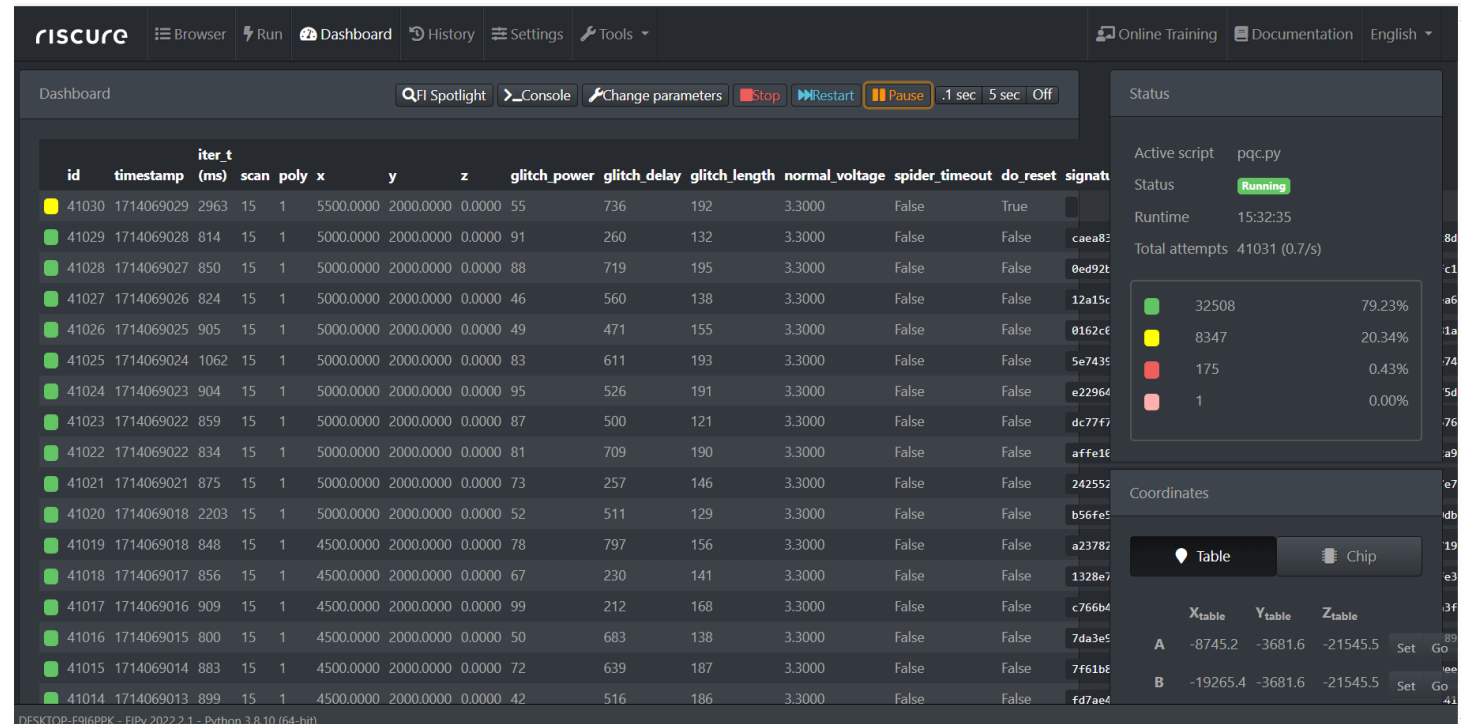 riscure Browser Run Dashboard History Settings Tools Online Training Documentation English
Dashboard FI Spotlight >_Console Change parameters Stop Restart Pause .1 sec 5 sec Off
id timestamp iter_t (ms) scan poly x y z glitch_power glitch_delay glitch_length normal_voltage spider_timeout do_reset signatu
41030 1714069029 2963 15 1 5500.0000 2000.0000 0.0000 55 736 192 3.3000 False True
41029 1714069028 814 15 1 5000.0000 2000.0000 0.0000 91 260 132 3.3000 False False caea83
41028 1714069027 850 15 1 5000.0000 2000.0000 0.0000 88 719 195 3.3000 False False 0ed92b
41027 1714069026 824 15 1 5000.0000 2000.0000 0.0000 46 560 138 3.3000 False False 12a15c
41026 1714069025 905 15 1 5000.0000 2000.0000 0.0000 49 471 155 3.3000 False False 0162c6
41025 1714069024 1062 15 1 5000.0000 2000.0000 0.0000 83 611 193 3.3000 False False 5e7439
41024 1714069023 904 15 1 5000.0000 2000.0000 0.0000 95 526 191 3.3000 False False e22964
41023 1714069022 859 15 1 5000.0000 2000.0000 0.0000 87 500 121 3.3000 False False dc77f7
41022 1714069022 834 15 1 5000.0000 2000.0000 0.0000 81 709 190 3.3000 False False affe10
41021 1714069021 875 15 1 5000.0000 2000.0000 0.0000 73 257 146 3.3000 False False 242552
41020 1714069018 2203 15 1 5000.0000 2000.0000 0.0000 52 511 129 3.3000 False False b56fe5
41019 1714069018 848 15 1 4500.0000 2000.0000 0.0000 78 797 156 3.3000 False False a23782
41018 1714069017 856 15 1 4500.0000 2000.0000 0.0000 67 230 141 3.3000 False False 1328e7
41017 1714069016 909 15 1 4500.0000 2000.0000 0.0000 99 212 168 3.3000 False False c766b4
41016 1714069015 800 15 1 4500.0000 2000.0000 0.0000 50 683 138 3.3000 False False 7da3e9
41015 1714069014 883 15 1 4500.0000 2000.0000 0.0000 72 639 187 3.3000 False False 7f61b8
41014 1714069013 899 15 1 4500.0000 2000.0000 0.0000 42 516 186 3.3000 False False fd7ae4
Status
Active script pqc.py
Status Running
Runtime 15:32:35
Total attempts 41031 (0.7/s)
32508 79.23%
8347 20.34%
175 0.43%
1 0.00%
Coordinates
Table Chip
Xtable Ytable Ztable
A -8745.2 -3681.6 -21545.5 Set Go
B -19265.4 -3681.6 -21545.5 Set Go
DESKTOP-F9I6PPK - FIPy 2022.2.1 - Python 3.8.10 (64-bit)